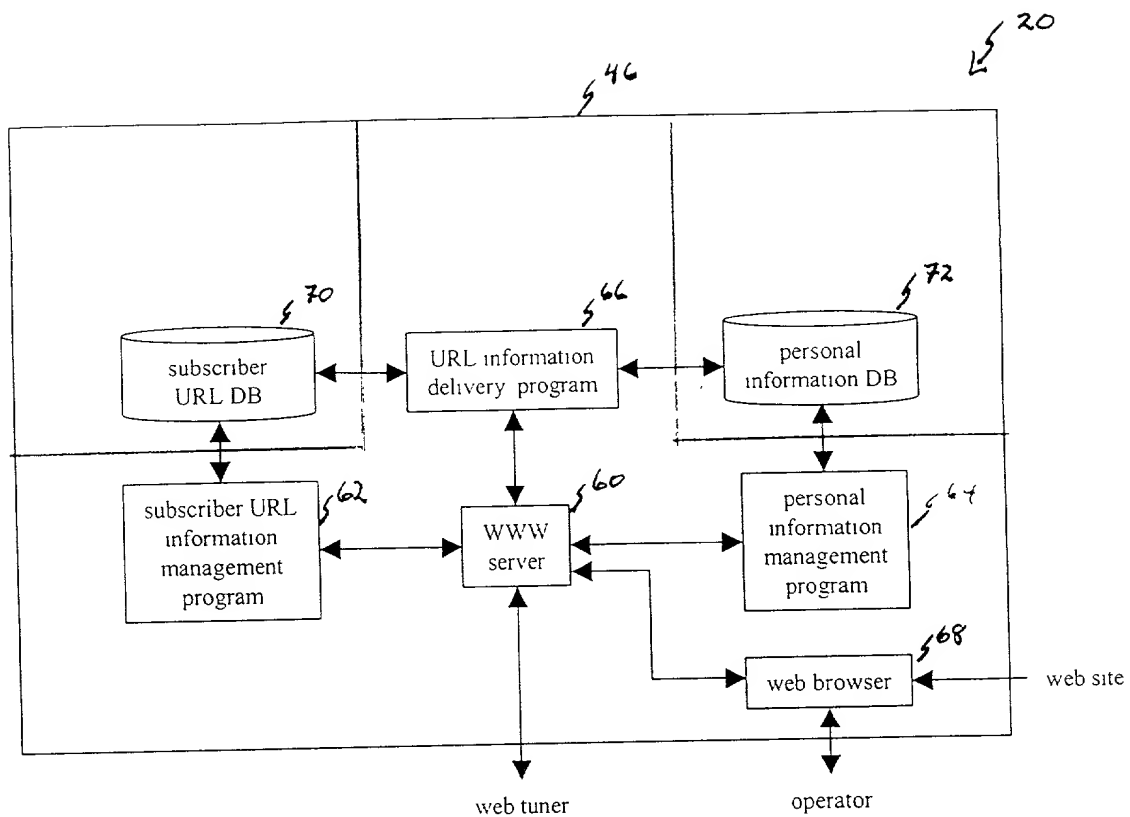 20
46
70
subscriber
URL DB
66
URL information
delivery program
72
personal
information DB
62
subscriber URL
information
management
program
60
WWW
server
64
personal
information
management
program
68
web browser
web site
web tuner
operator